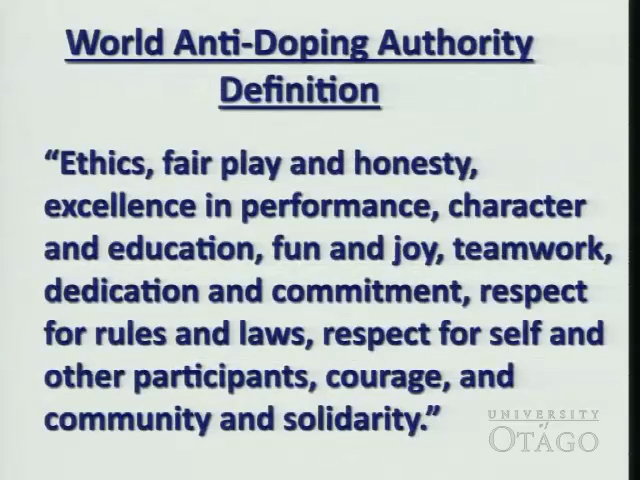 World Anti-Doping Authority
Definition
“Ethics, fair play and honesty,
excellence in performance, character
and education, fun and joy, teamwork,
dedication and commitment, respect
for rules and laws, respect for self and
other participants, courage, and
community and solidarity.”
UNIVERSITY
of
OTAGO